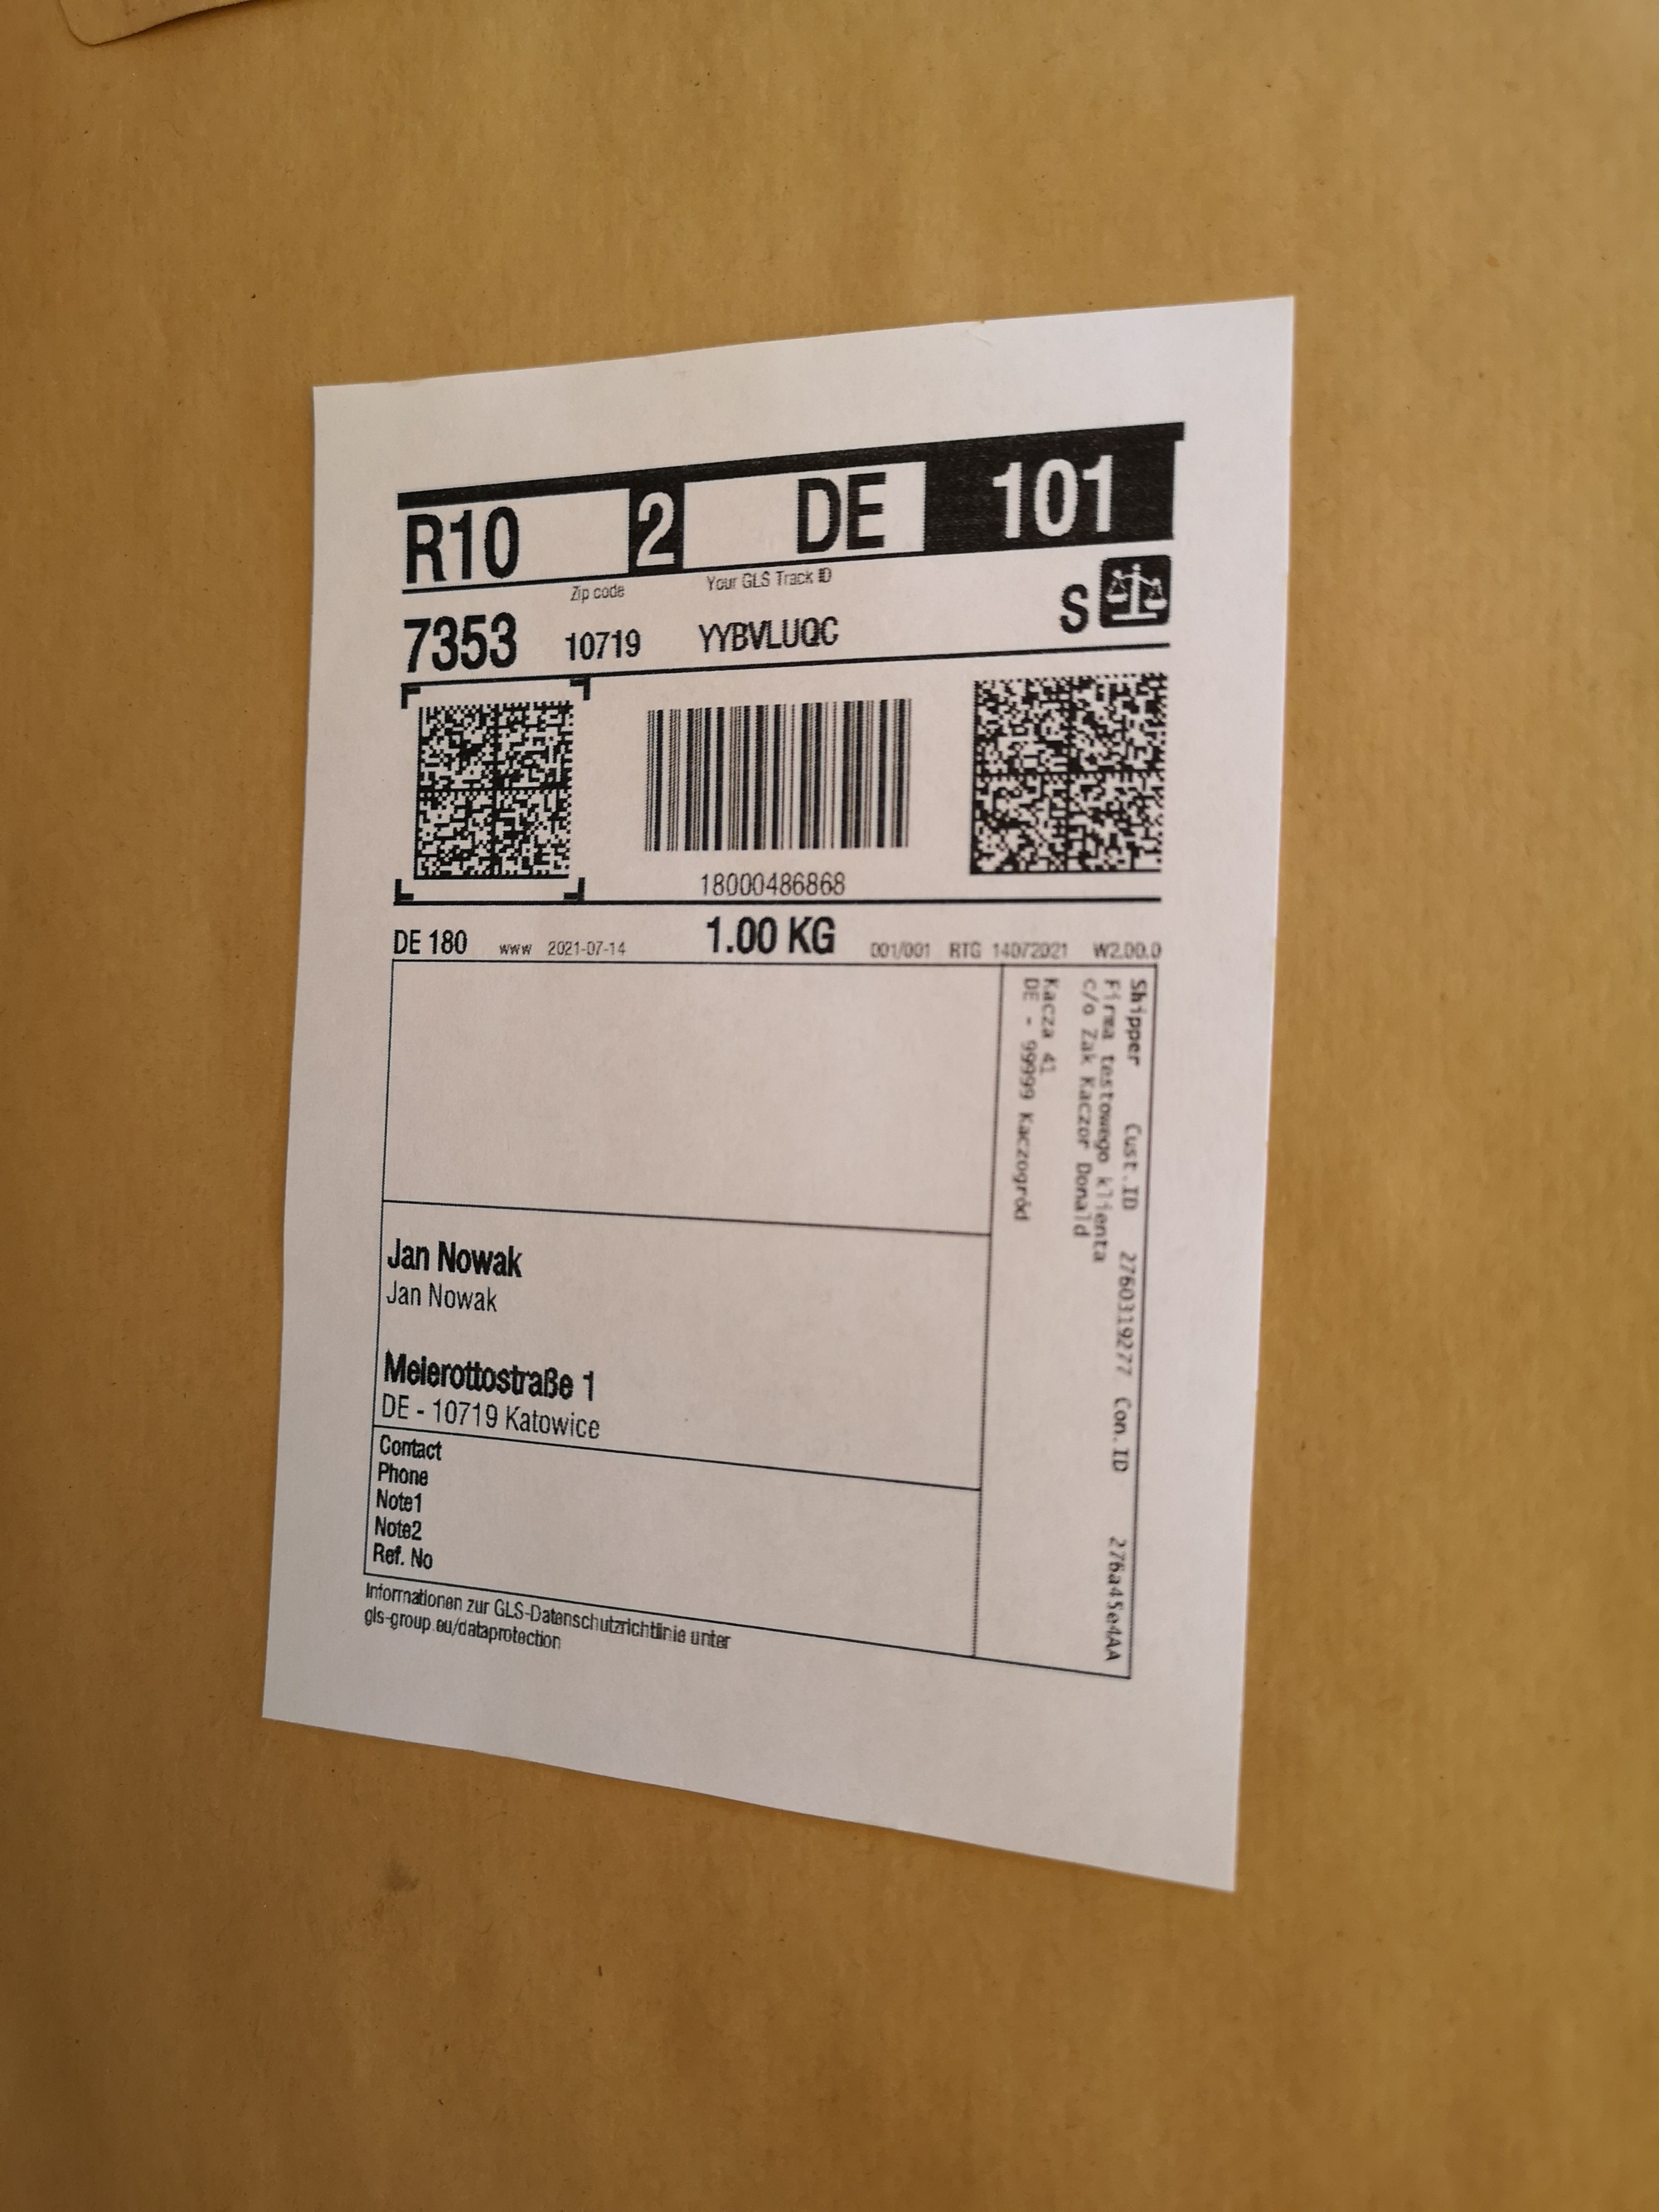 R10 2 DE 101
Zip code Your GLS Track ID
7353 10719 YYBVLUQC S
18000486868
DE 180 www 2021-07-14 1.00 KG 001/001 RTG 14072021 W2.00.0
Shipper Cust.ID 2760319277 Con.ID 276a45e4AA
Firma testowego klienta
c/o Zak Kaczor Donald
Kacza 41
DE - 99999 Kaczogród
Jan Nowak
Jan Nowak
Meierottostraße 1
DE - 10719 Katowice
Contact
Phone
Note1
Note2
Ref. No
Informationen zur GLS-Datenschutzrichtlinie unter
gls-group.eu/dataprotection